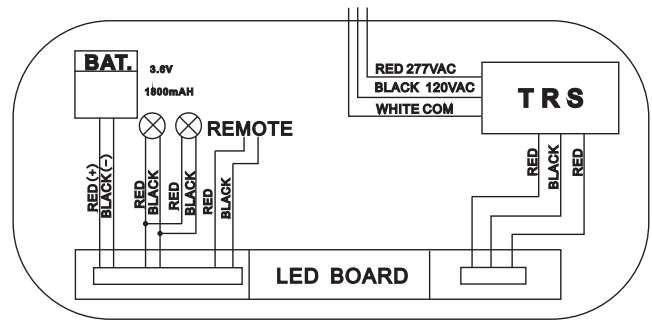 BAT.
3.6V
1800mAH
REMOTE
RED 277VAC
BLACK 120VAC
WHITE COM
TRS
RED(+)
BLACK(-)
RED
BLACK
RED
BLACK
RED
BLACK
RED
BLACK
RED
LED BOARD